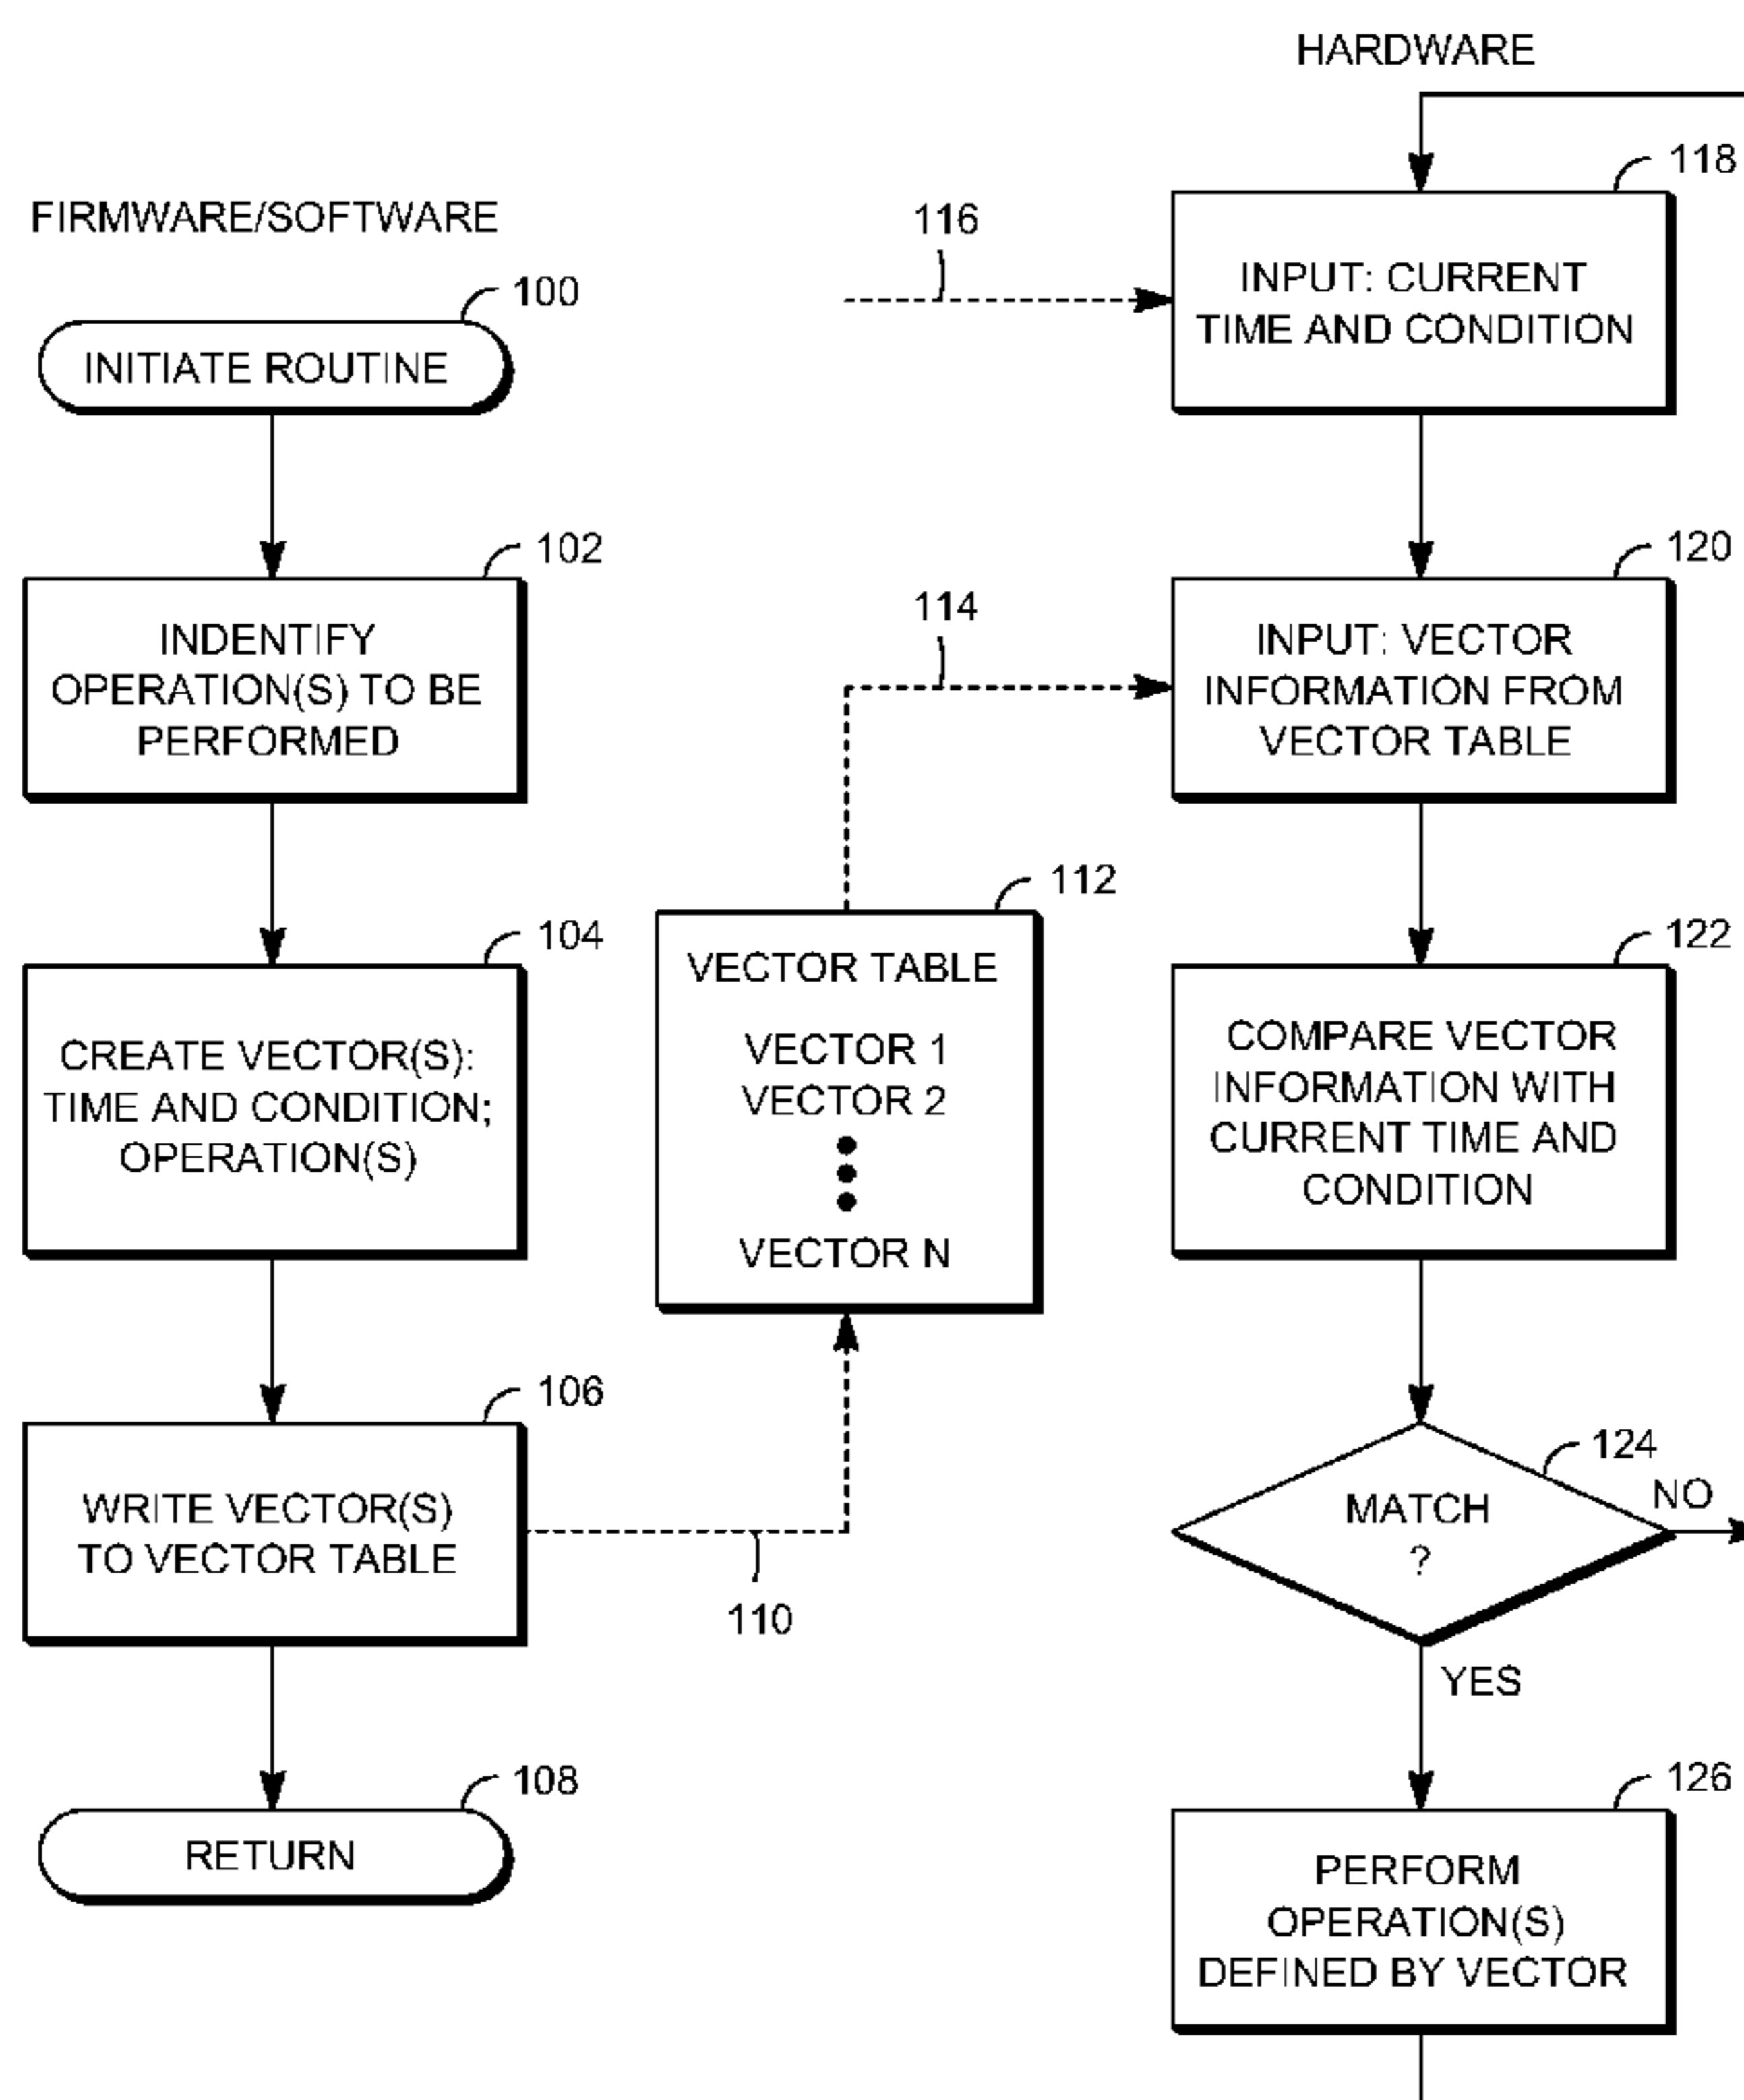 FIRMWARE/SOFTWARE
100
INITIATE ROUTINE
102
INDENTIFY
OPERATION(S) TO BE
PERFORMED
104
CREATE VECTOR(S):
TIME AND CONDITION;
OPERATION(S)
106
WRITE VECTOR(S)
TO VECTOR TABLE
108
RETURN
110
112
VECTOR TABLE
VECTOR 1
VECTOR 2
VECTOR N
114
116
HARDWARE
118
INPUT: CURRENT
TIME AND CONDITION
120
INPUT: VECTOR
INFORMATION FROM
VECTOR TABLE
122
COMPARE VECTOR
INFORMATION WITH
CURRENT TIME AND
CONDITION
124
MATCH
?
NO
YES
126
PERFORM
OPERATION(S)
DEFINED BY VECTOR